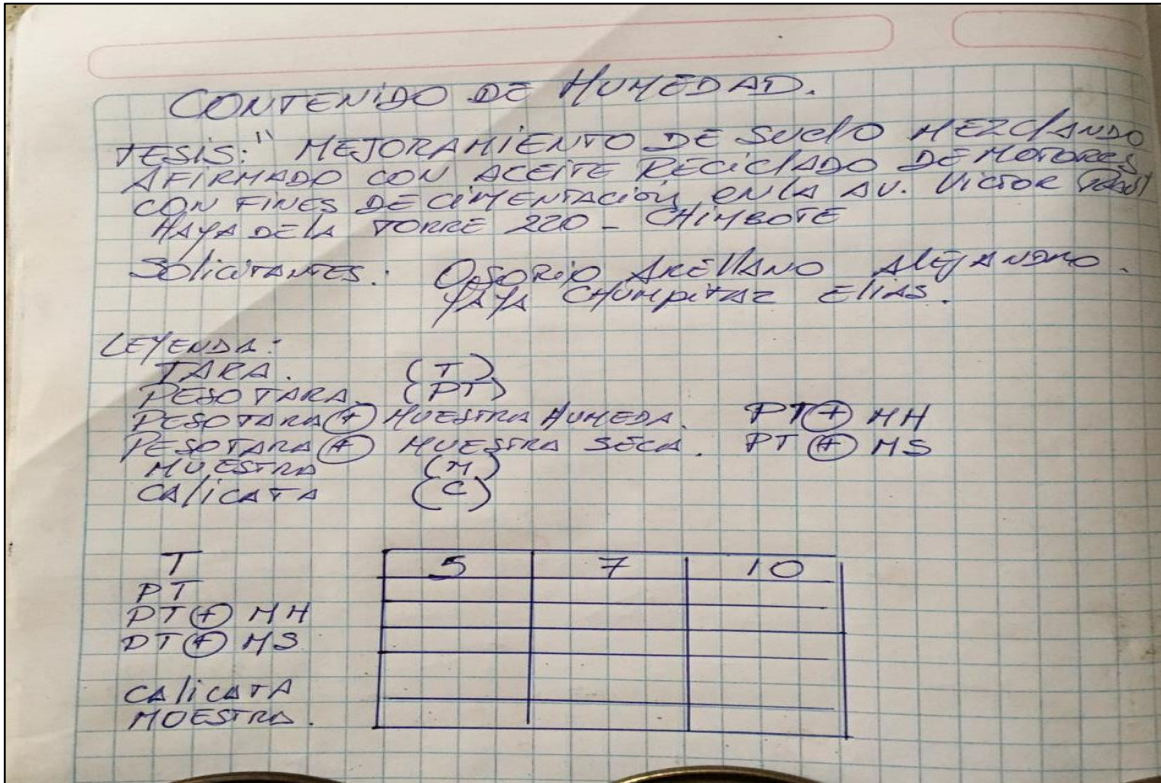 CONTENIDO DE HUMEDAD.
TESIS: " MEJORAMIENTO DE SUELO MEZCLANDO
AFIRMADO CON ACEITE RECICLADO DE MOTORES
CON FINES DE CIMENTACIÓN EN LA AV. VICTOR RAUL
HAYA DE LA TORRE 220 - CHIMBOTE
SOLICITANTES: OSORIO ARELLANO ALEJANDRO.
YAYA CHUMPITAZ ELIAS.
LEYENDA:
TARA. (T)
PESO TARA. (PT)
PESO TARA (+) MUESTRA HUMEDA. PT (+) MH
PESO TARA (+) MUESTRA SECA. PT (+) MS
MUESTRA (M)
CALICATA (C)
T 5 7 10
PT
PT (+) MH
PT (+) MS
CALICATA
MUESTRA.